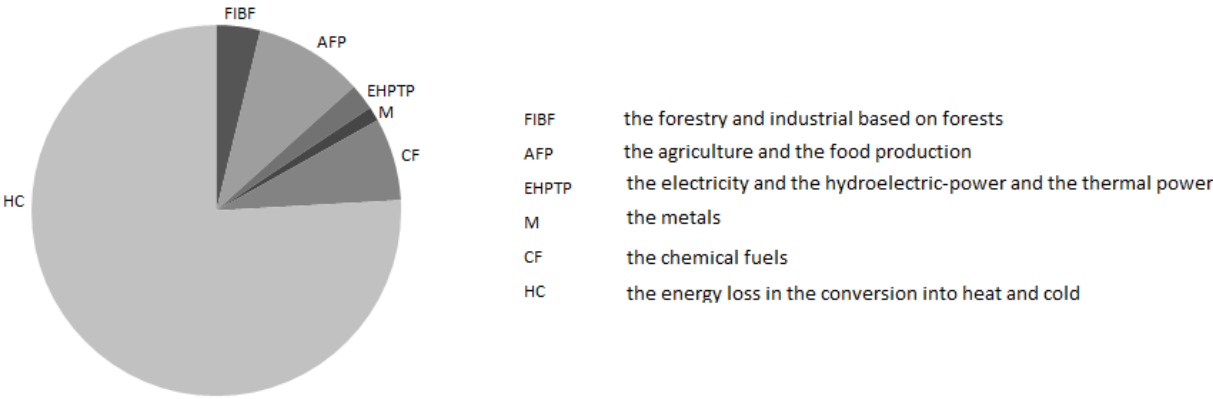 FIBF
AFP
EHPTP
M
CF
HC
FIBF the forestry and industrial based on forests
AFP the agriculture and the food production
EHPTP the electricity and the hydroelectric-power and the thermal power
M the metals
CF the chemical fuels
HC the energy loss in the conversion into heat and cold